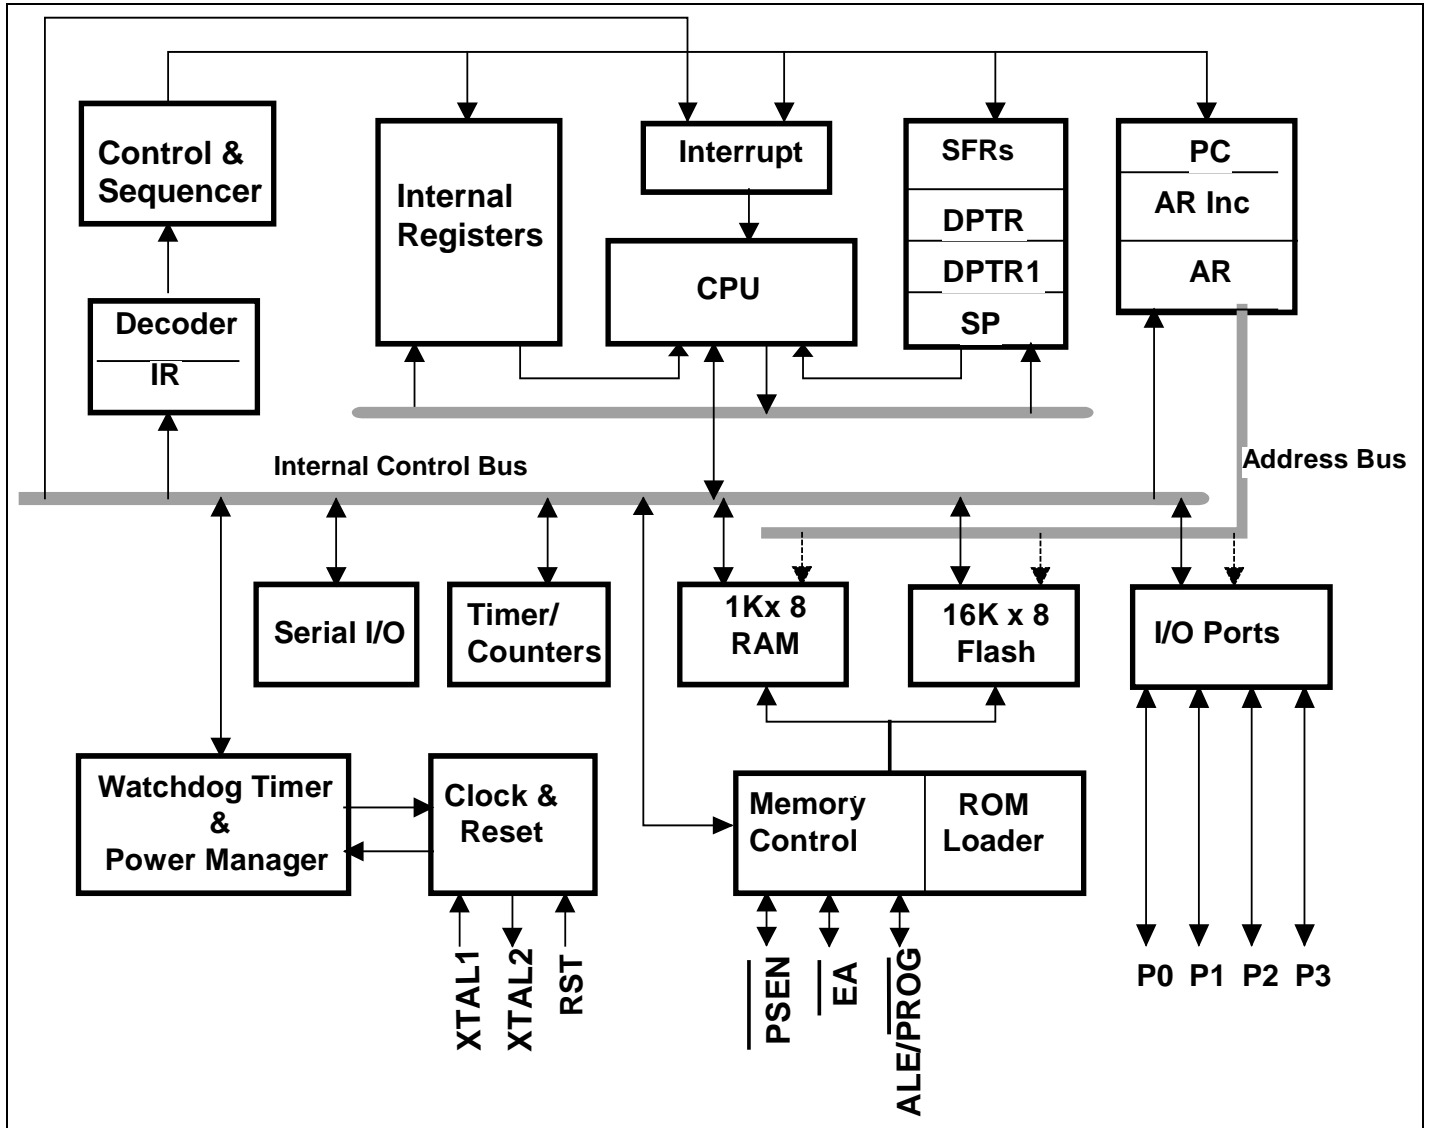 Control &
Sequencer
Internal
Registers
Interrupt
CPU
SFRs
DPTR
DPTR1
SP
PC
AR Inc
AR
Decoder
IR
Internal Control Bus
Address Bus
Serial I/O
Timer/
Counters
1Kx 8
RAM
16K x 8
Flash
I/O Ports
Watchdog Timer
&
Power Manager
Clock &
Reset
Memory
Control
ROM
Loader
XTAL1
XTAL2
RST
PSEN
EA
ALE/PROG
P0 P1 P2 P3